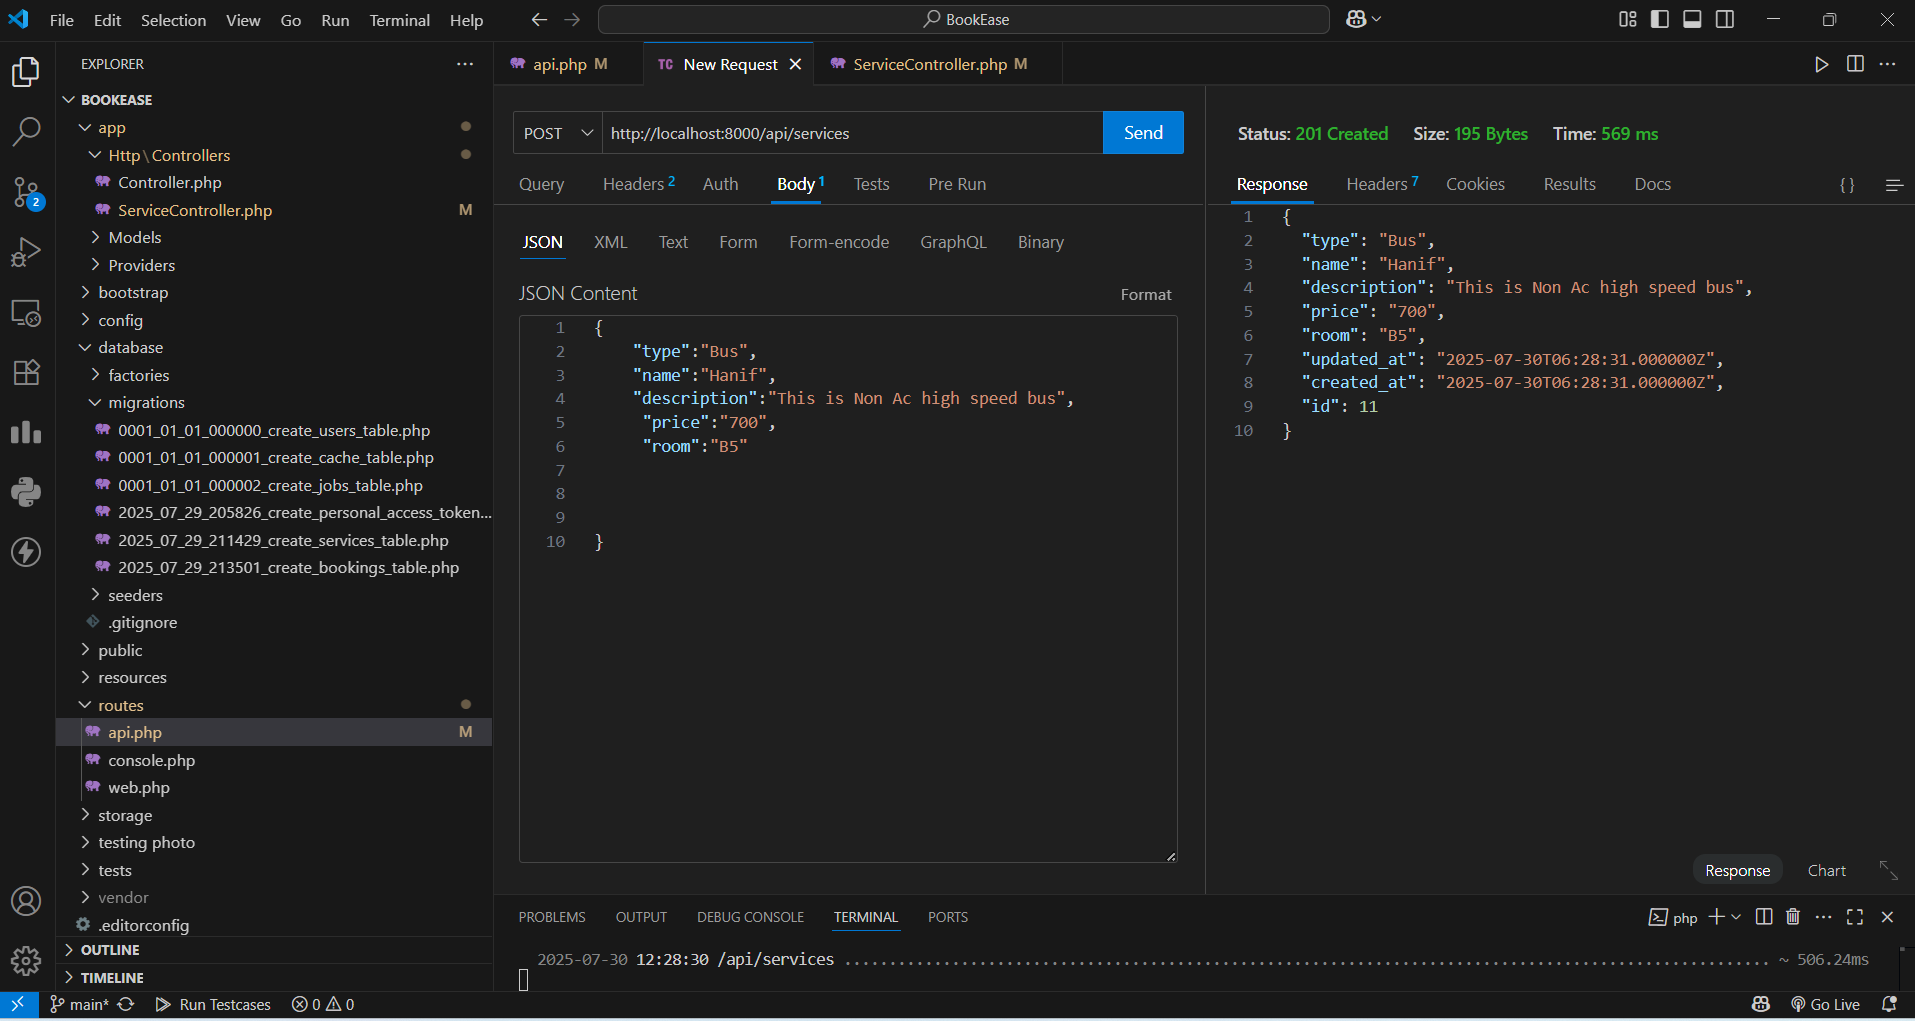 File Edit Selection View Go Run Terminal Help
BookEase
EXPLORER
BOOKEASE
app
Http\Controllers
Controller.php
ServiceController.php M
Models
Providers
bootstrap
config
database
factories
migrations
0001_01_01_000000_create_users_table.php
0001_01_01_000001_create_cache_table.php
0001_01_01_000002_create_jobs_table.php
2025_07_29_205826_create_personal_access_token...
2025_07_29_211429_create_services_table.php
2025_07_29_213501_create_bookings_table.php
seeders
.gitignore
public
resources
routes
api.php M
console.php
web.php
storage
testing photo
tests
vendor
.editorconfig
OUTLINE
TIMELINE
2
api.php M
TC New Request
ServiceController.php M
POST http://localhost:8000/api/services Send
Query Headers 2 Auth Body 1 Tests Pre Run
JSON XML Text Form Form-encode GraphQL Binary
JSON Content Format
1 {
2 "type":"Bus",
3 "name":"Hanif",
4 "description":"This is Non Ac high speed bus",
5 "price":"700",
6 "room":"B5"
7
8
9
10 }
Status: 201 Created Size: 195 Bytes Time: 569 ms
Response Headers 7 Cookies Results Docs { }
1 {
2 "type": "Bus",
3 "name": "Hanif",
4 "description": "This is Non Ac high speed bus",
5 "price": "700",
6 "room": "B5",
7 "updated_at": "2025-07-30T06:28:31.000000Z",
8 "created_at": "2025-07-30T06:28:31.000000Z",
9 "id": 11
10 }
Response Chart
PROBLEMS OUTPUT DEBUG CONSOLE TERMINAL PORTS
php
2025-07-30 12:28:30 /api/services ................................................................................................ ~ 506.24ms
main* Run Testcases 0 0
Go Live